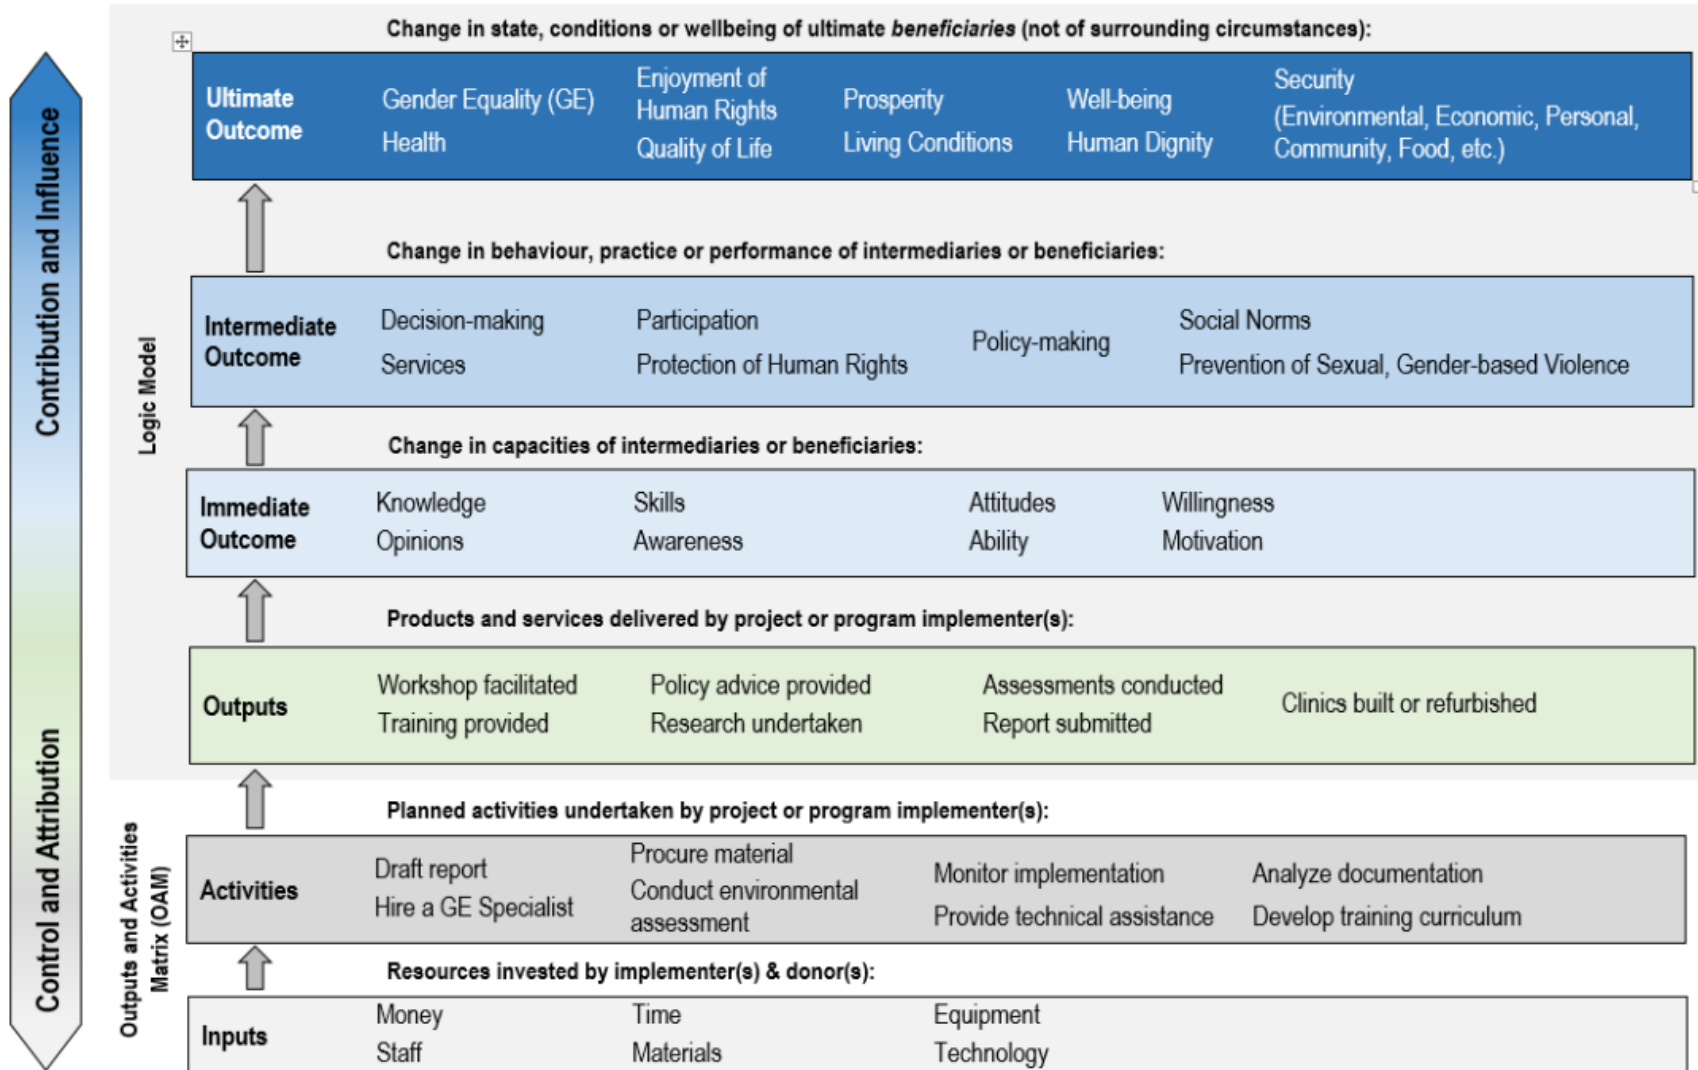 Change in state, conditions or wellbeing of ultimate beneficiaries (not of surrounding circumstances):
Ultimate
Outcome
Gender Equality (GE)
Health
Enjoyment of
Human Rights
Quality of Life
Prosperity
Living Conditions
Well-being
Human Dignity
Security
(Environmental, Economic, Personal,
Community, Food, etc.)
Change in behaviour, practice or performance of intermediaries or beneficiaries:
Intermediate
Outcome
Decision-making
Services
Participation
Protection of Human Rights
Policy-making
Social Norms
Prevention of Sexual, Gender-based Violence
Change in capacities of intermediaries or beneficiaries:
Immediate
Outcome
Knowledge
Opinions
Skills
Awareness
Attitudes
Ability
Willingness
Motivation
Products and services delivered by project or program implementer(s):
Outputs
Workshop facilitated
Training provided
Policy advice provided
Research undertaken
Assessments conducted
Report submitted
Clinics built or refurbished
Planned activities undertaken by project or program implementer(s):
Activities
Draft report
Hire a GE Specialist
Procure material
Conduct environmental
assessment
Monitor implementation
Provide technical assistance
Analyze documentation
Develop training curriculum
Resources invested by implementer(s) & donor(s):
Inputs
Money
Staff
Time
Materials
Equipment
Technology
Contribution and Influence
Control and Attribution
Logic Model
Outputs and Activities
Matrix (OAM)